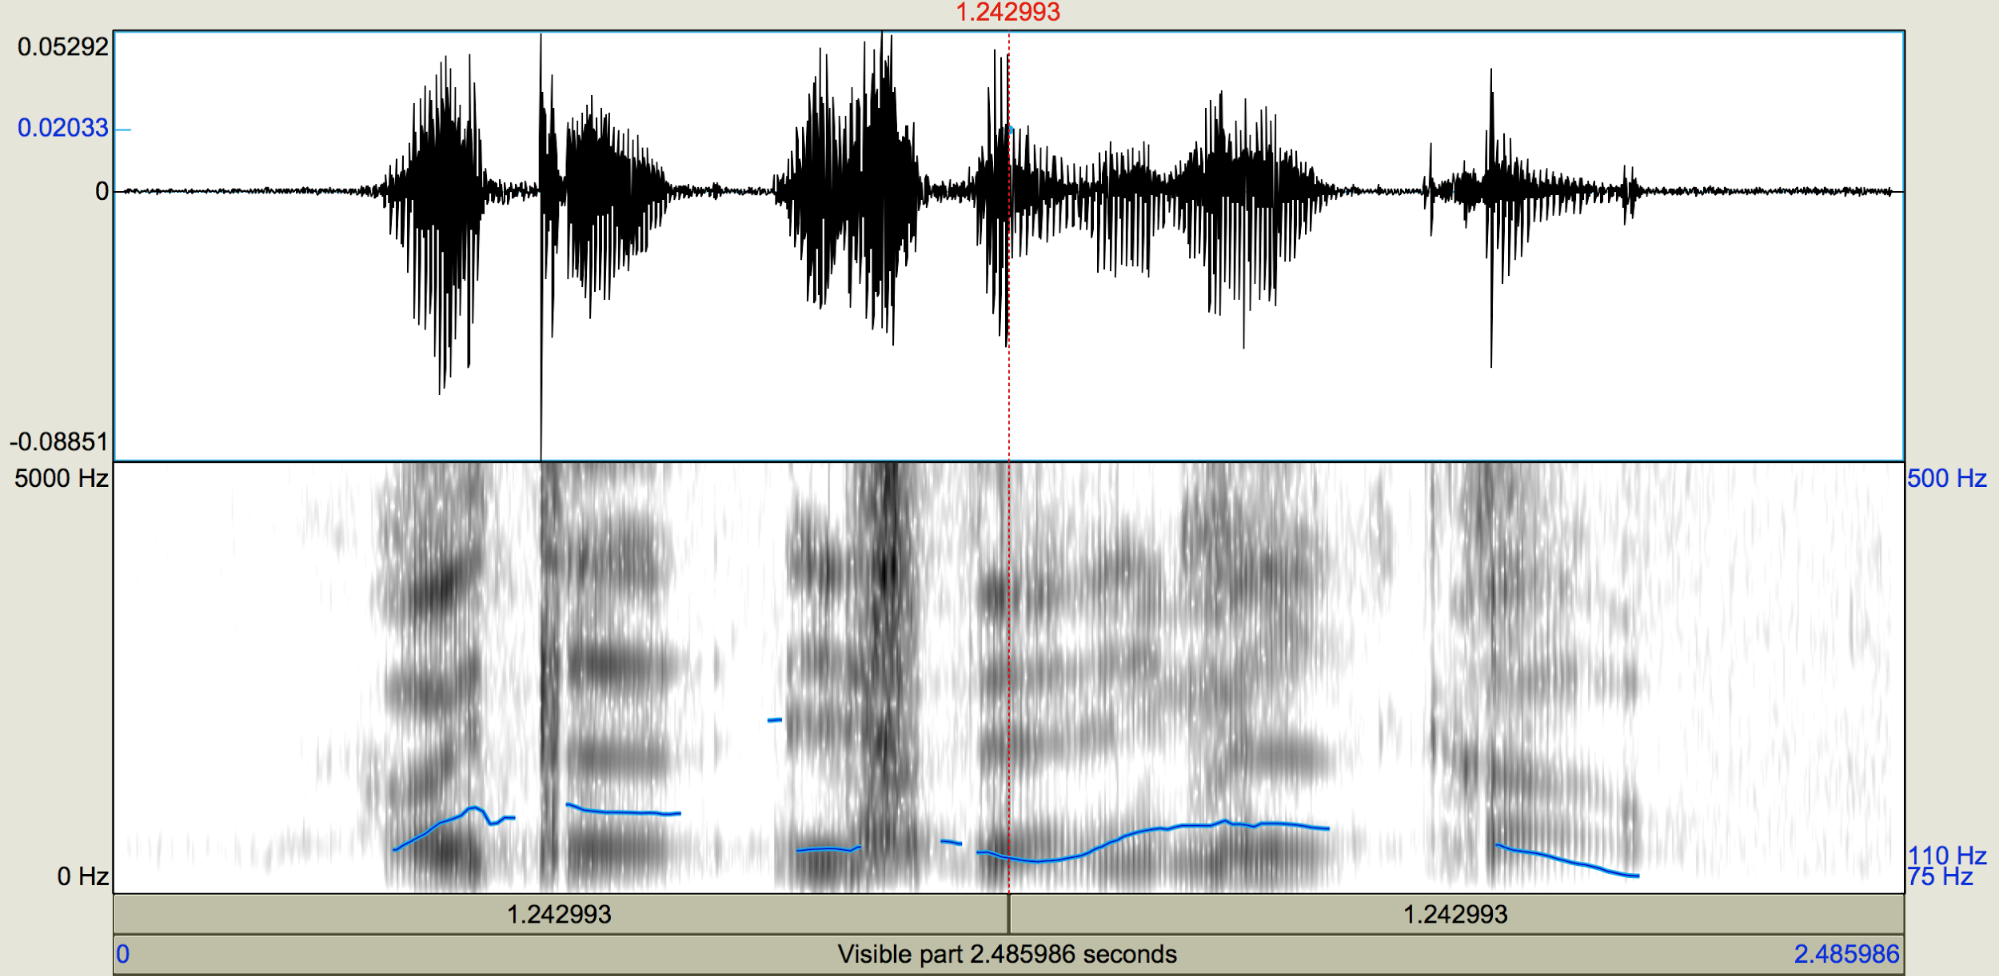 1.242993
0.05292
0.02033
0
-0.08851
5000 Hz
500 Hz
110 Hz
75 Hz
0 Hz
1.242993
1.242993
0
Visible part 2.485986 seconds
2.485986